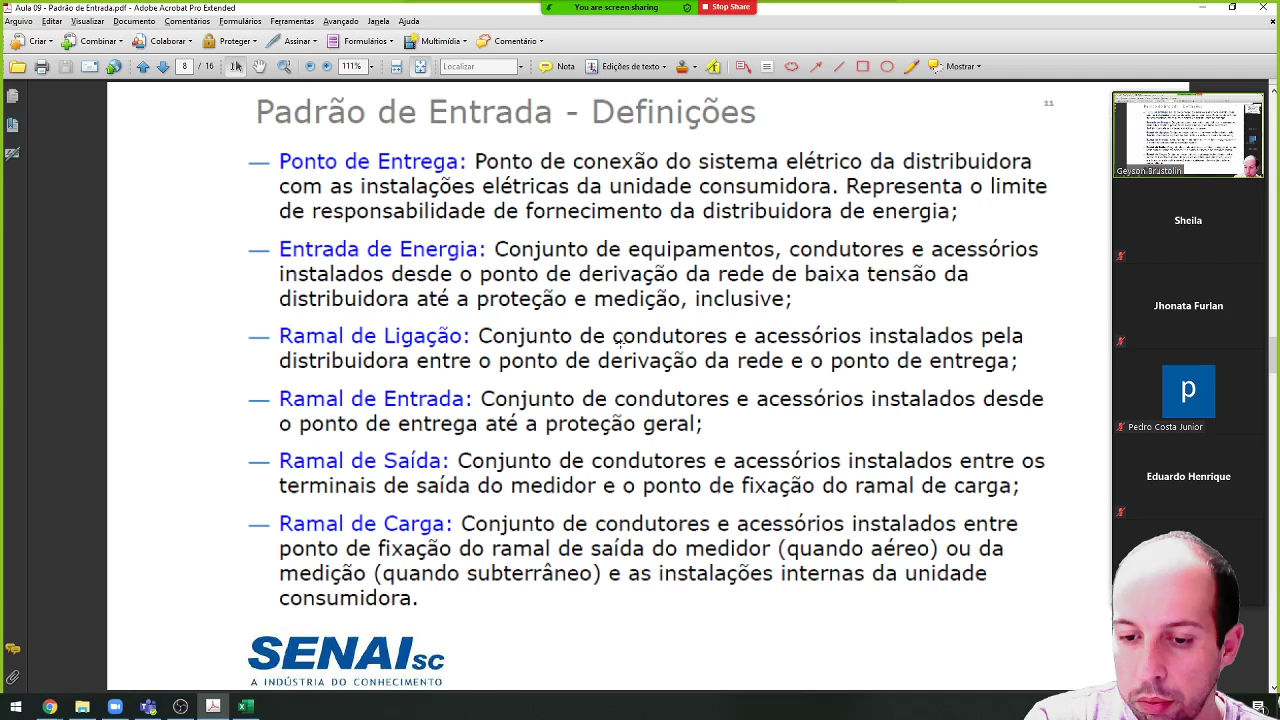 Aula 09 - Padrão de Entrada.pdf - Adobe Acrobat Pro Extended
You are screen sharing
Stop Share
Arquivo Editar Visualizar Documento Comentários Formulários Ferramentas Avançado Janela Ajuda
Criar Combinar Colaborar Proteger Assinar Formulários Multimídia Comentário
8 / 16 111% Localizar Nota Edições de texto Mostrar
Padrão de Entrada - Definições
11
— Ponto de Entrega: Ponto de conexão do sistema elétrico da distribuidora
com as instalações elétricas da unidade consumidora. Representa o limite
de responsabilidade de fornecimento da distribuidora de energia;
— Entrada de Energia: Conjunto de equipamentos, condutores e acessórios
instalados desde o ponto de derivação da rede de baixa tensão da
distribuidora até a proteção e medição, inclusive;
— Ramal de Ligação: Conjunto de condutores e acessórios instalados pela
distribuidora entre o ponto de derivação da rede e o ponto de entrega;
— Ramal de Entrada: Conjunto de condutores e acessórios instalados desde
o ponto de entrega até a proteção geral;
— Ramal de Saída: Conjunto de condutores e acessórios instalados entre os
terminais de saída do medidor e o ponto de fixação do ramal de carga;
— Ramal de Carga: Conjunto de condutores e acessórios instalados entre
ponto de fixação do ramal de saída do medidor (quando aéreo) ou da
medição (quando subterrâneo) e as instalações internas da unidade
consumidora.
SENAI SC
A INDÚSTRIA DO CONHECIMENTO
Geyson Brustolin
Sheila
Jhonata Furlan
p
Pedro Costa Junior
Eduardo Henrique